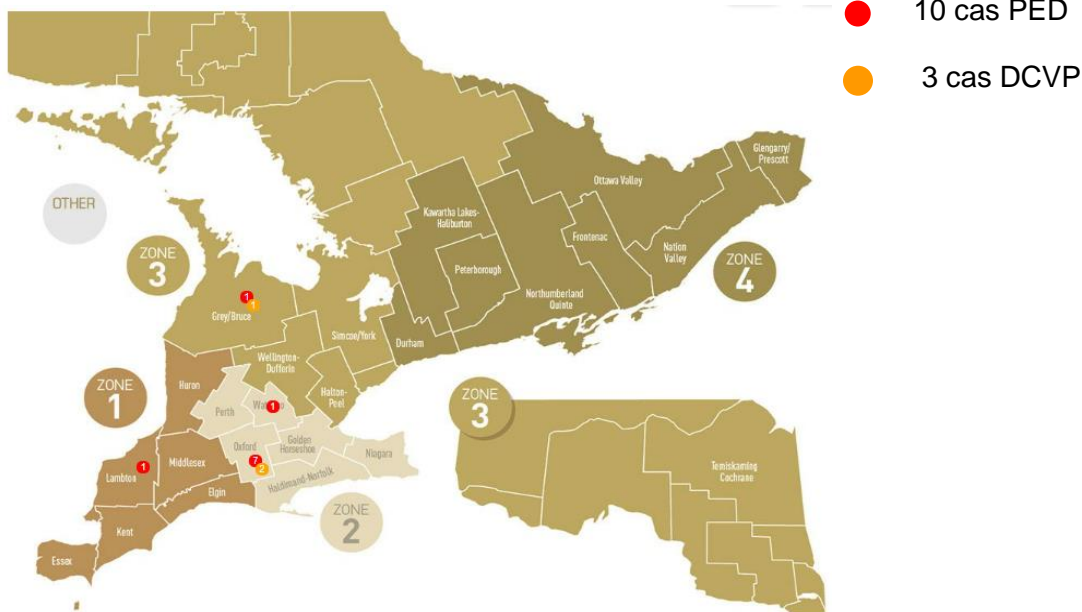 10 cas PED
3 cas DCVP
Glengarry/
Prescott
Ottawa Valley
OTHER
Kawartha Lakes-
Haliburton
Frontenac
Nation
Valley
ZONE
3
Peterborough
ZONE
4
Northumberland
Quinte
1
1
Grey/Bruce
Simcoe/York
Durham
Wellington-
Dufferin
Huron
ZONE
1
Halton-
Peel
Perth
1
ZONE
3
Oxford
Golden
Horseshoe
Niagara
7
2
Middlesex
1
Lambton
Temiskaming
Cochrane
Haldimand-Norfolk
Elgin
ZONE
2
Kent
Essex